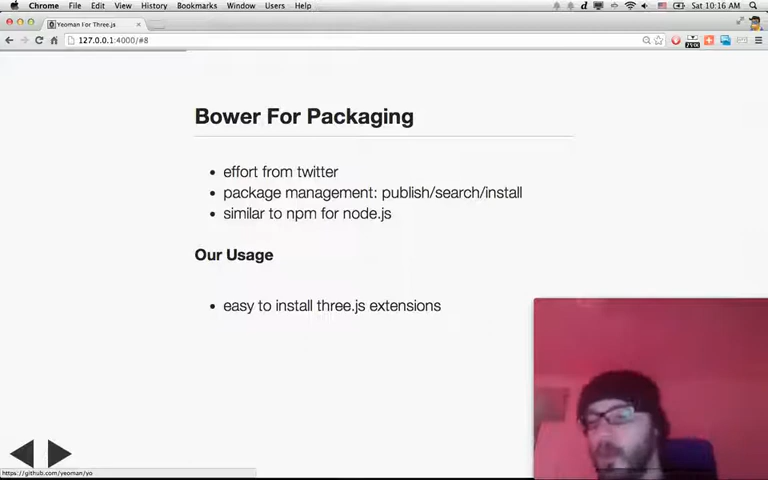 Chrome File Edit View History Bookmarks Window Users Help
Sat 10:16 AM
Yeoman For Three.js
127.0.0.1:4000/#8
Bower For Packaging
effort from twitter
package management: publish/search/install
similar to npm for node.js
Our Usage
easy to install three.js extensions
https://github.com/yeoman/yo